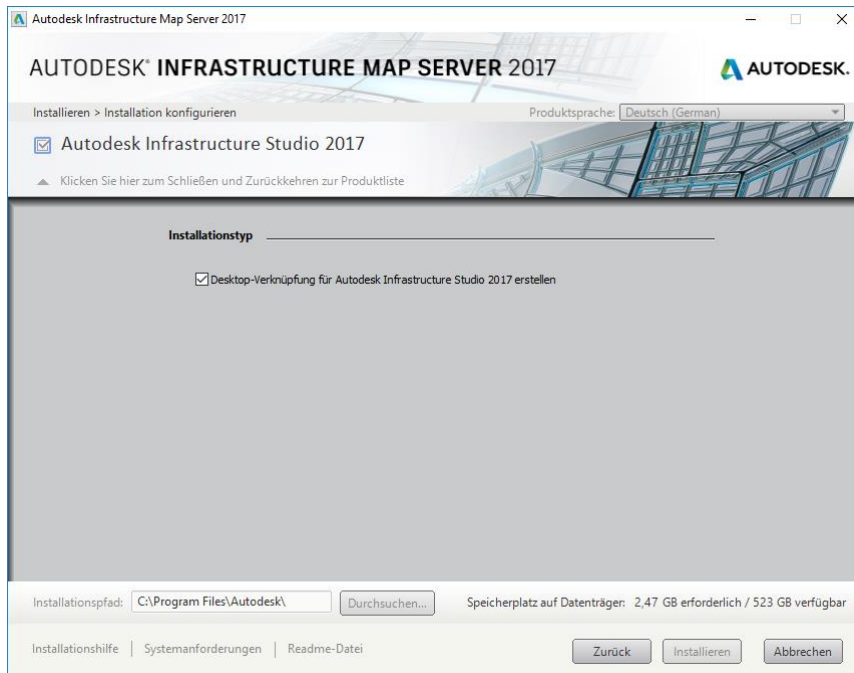 Autodesk Infrastructure Map Server 2017
AUTODESK® INFRASTRUCTURE MAP SERVER 2017
AUTODESK.
Installieren > Installation konfigurieren
Produktsprache: Deutsch (German)
Autodesk Infrastructure Studio 2017
Klicken Sie hier zum Schließen und Zurückkehren zur Produktliste
Installationstyp
Desktop-Verknüpfung für Autodesk Infrastructure Studio 2017 erstellen
Installationspfad: C:\Program Files\Autodesk\ Durchsuchen... Speicherplatz auf Datenträger: 2,47 GB erforderlich / 523 GB verfügbar
Installationshilfe | Systemanforderungen | Readme-Datei Zurück Installieren Abbrechen